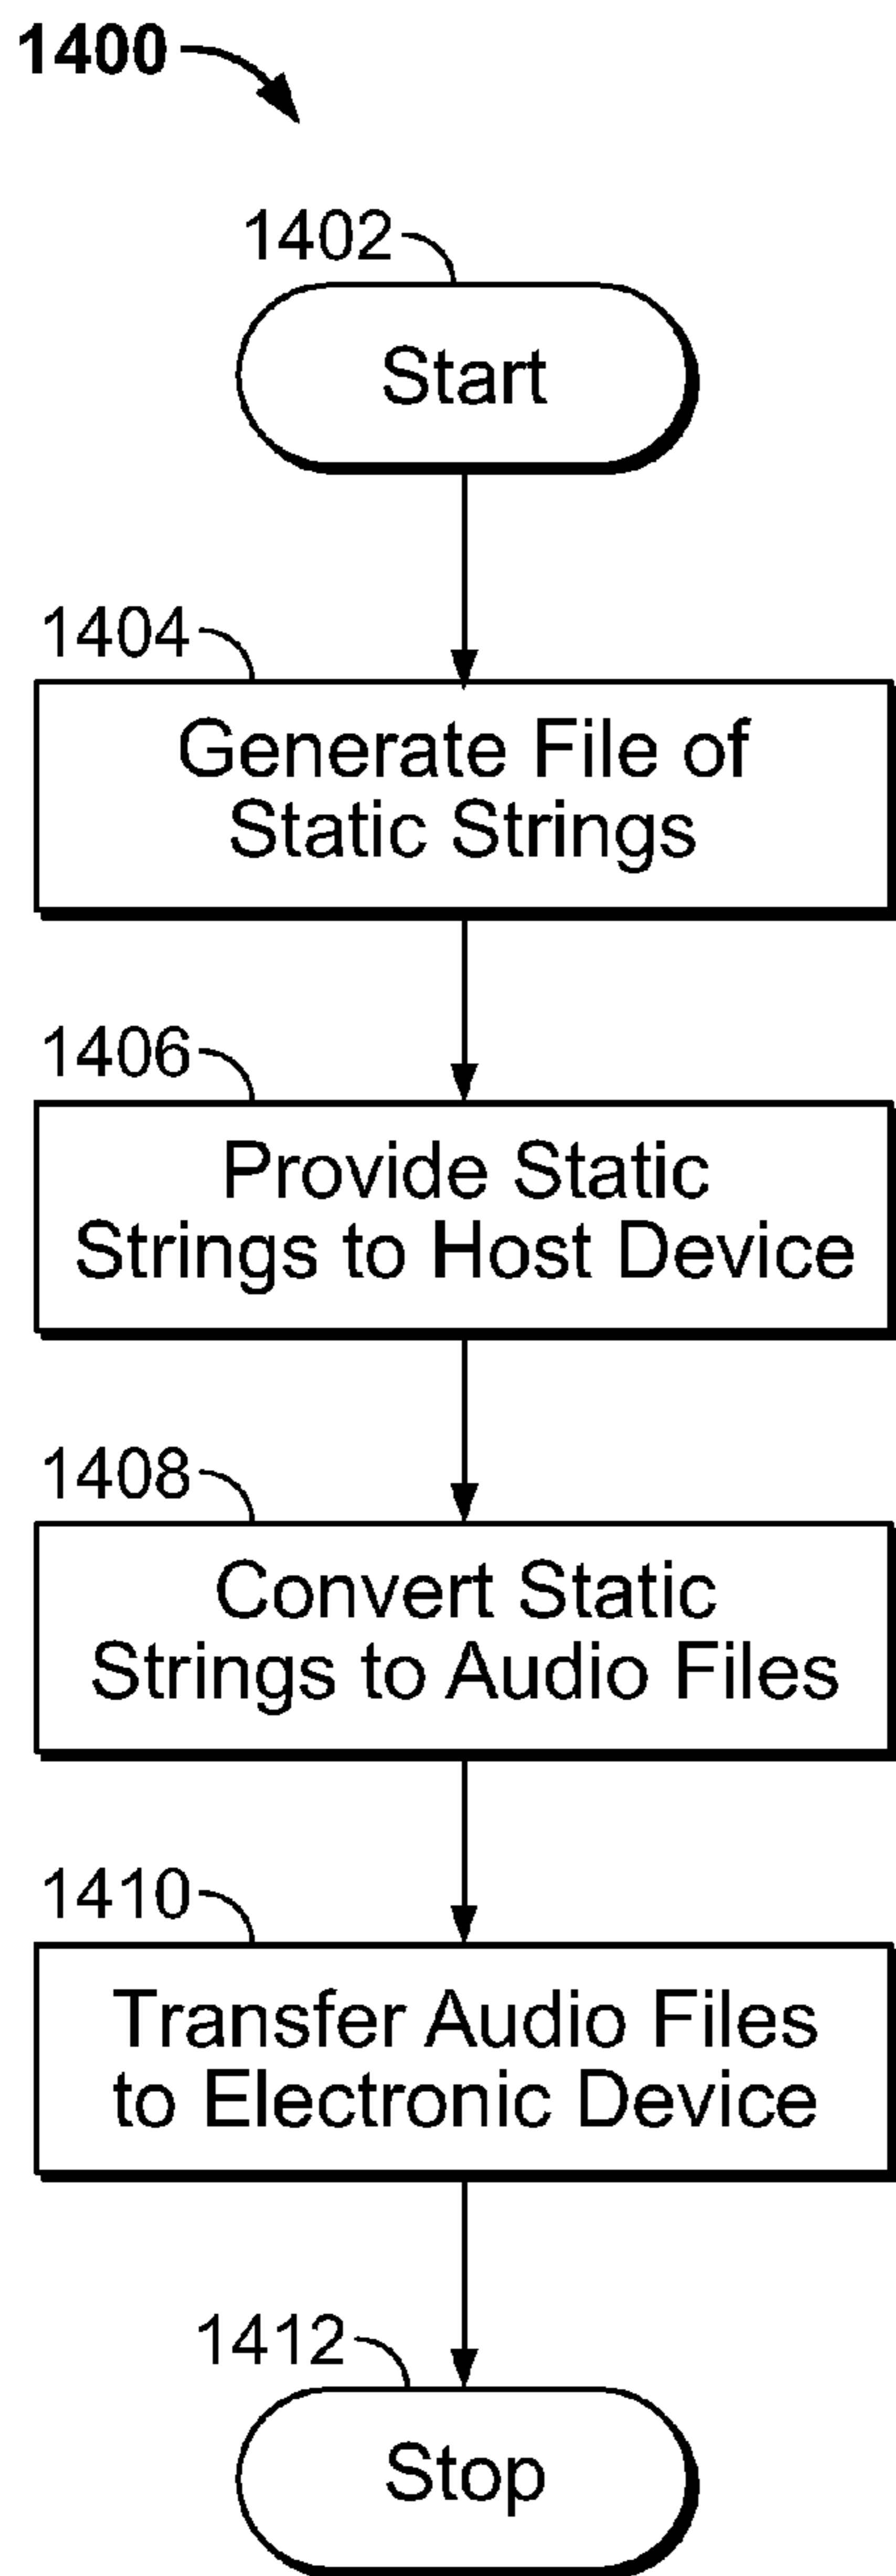 1400
1402
Start
1404
Generate File of
Static Strings
1406
Provide Static
Strings to Host Device
1408
Convert Static
Strings to Audio Files
1410
Transfer Audio Files
to Electronic Device
1412
Stop